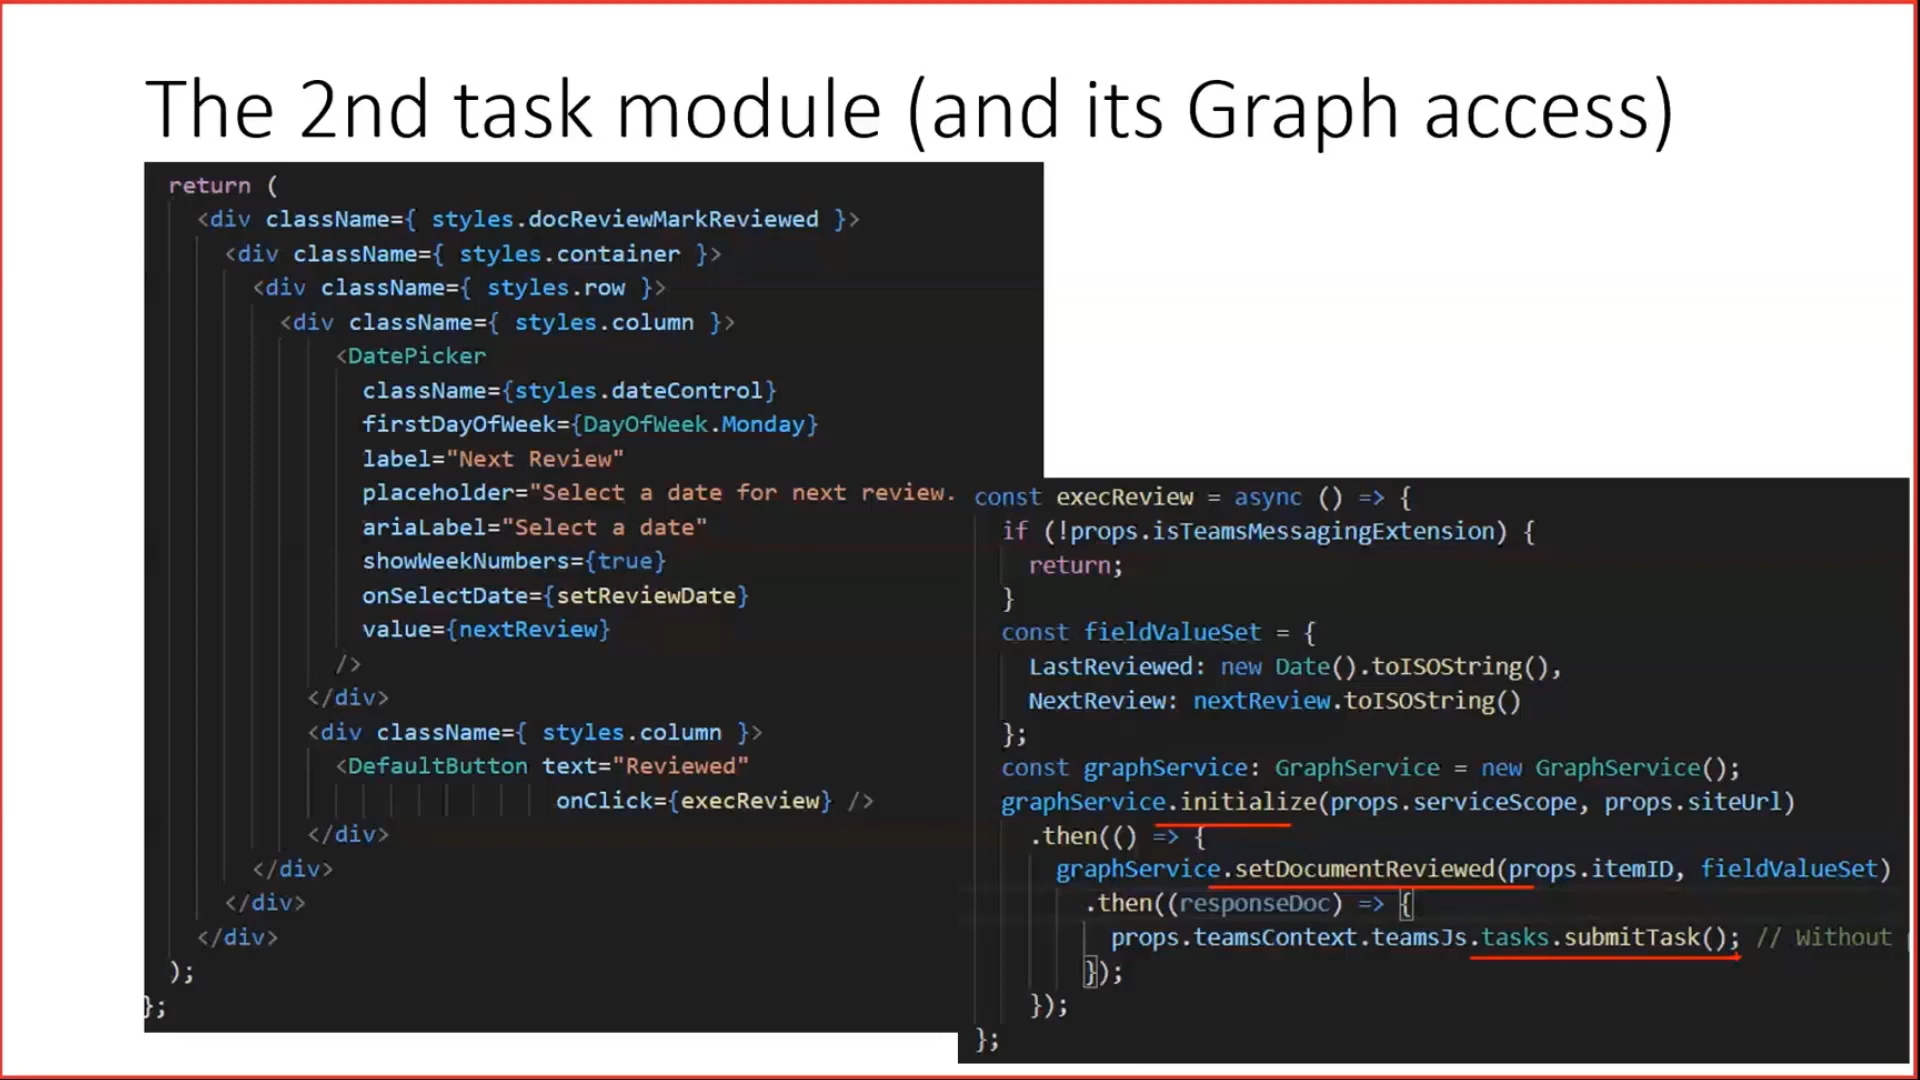 The 2nd task module (and its Graph access)
return (
<div className={ styles.docReviewMarkReviewed }>
<div className={ styles.container }>
<div className={ styles.row }>
<div className={ styles.column }>
<DatePicker
className={styles.dateControl}
firstDayOfWeek={DayOfWeek.Monday}
label="Next Review"
placeholder="Select a date for next review.
ariaLabel="Select a date"
showWeekNumbers={true}
onSelectDate={setReviewDate}
value={nextReview}
/>
</div>
<div className={ styles.column }>
<DefaultButton text="Reviewed"
onClick={execReview} />
</div>
</div>
</div>
</div>
);
};
const execReview = async () => {
if (!props.isTeamsMessagingExtension) {
return;
}
const fieldValueSet = {
LastReviewed: new Date().toISOString(),
NextReview: nextReview.toISOString()
};
const graphService: GraphService = new GraphService();
graphService.initialize(props.serviceScope, props.siteUrl)
.then(() => {
graphService.setDocumentReviewed(props.itemID, fieldValueSet)
.then((responseDoc) => {
props.teamsContext.teamsJs.tasks.submitTask(); // Without
});
});
};